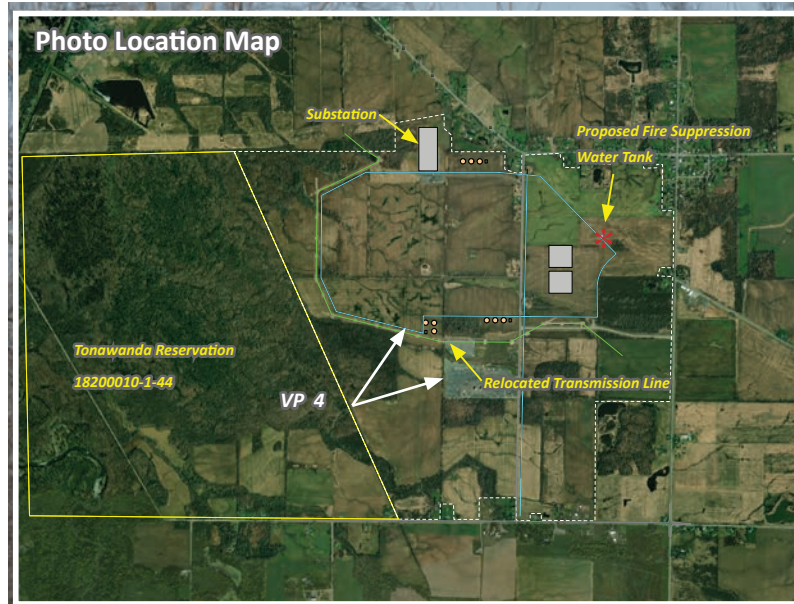 Photo Location Map
Substation
Proposed Fire Suppression
Water Tank
Tonawanda Reservation
18200010-1-44
VP 4
Relocated Transmission Line